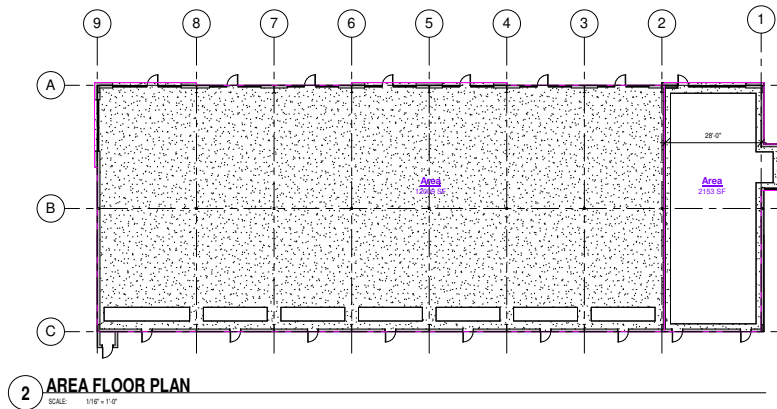 9 8 7 6 5 4 3 2 1
A
28'-0"
Area
Area
2153 SF
B
C
2 AREA FLOOR PLAN
SCALE: 1/16" = 1'-0"